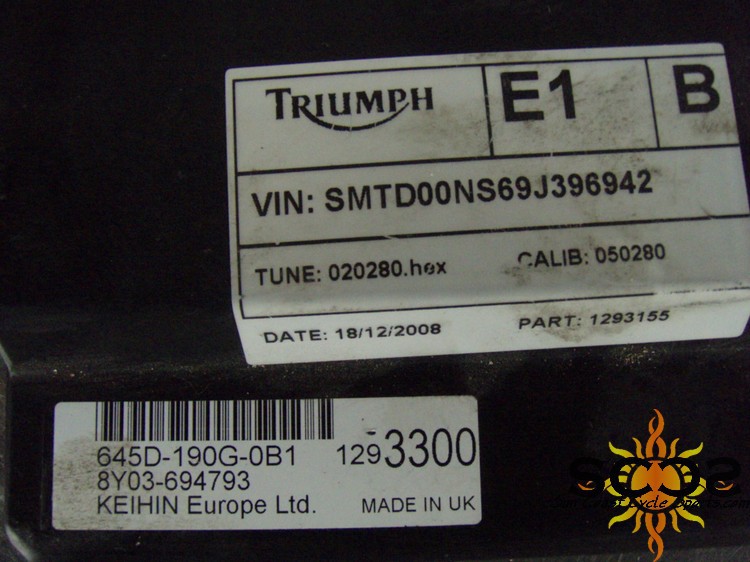 TRIUMPH E1 B
VIN: SMTD00NS69J396942
TUNE: 020280.hex CALIB: 050280
DATE: 18/12/2008 PART: 1293155
645D-190G-0B1 1293300
8Y03-694793
KEIHIN Europe Ltd. MADE IN UK